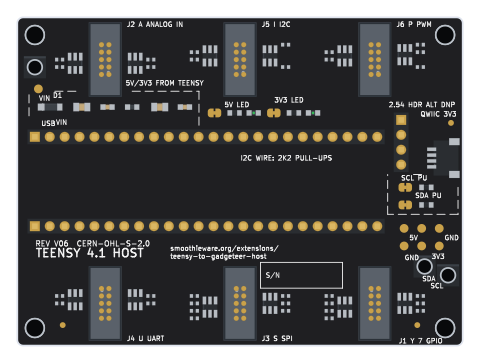 J2 A ANALOG IN
J5 I I2C
J6 P PWM
5V/3V3 FROM TEENSY
VIN D1
5V LED
3V3 LED
2.54 HDR ALT DNP
QWIIC 3V3
USB VIN
I2C WIRE: 2K2 PULL-UPS
SCL PU
SDA PU
5V
GND
REV V06 CERN-OHL-S-2.0
TEENSY 4.1 HOST
smoothleware.org/extensions/
teensy-to-gadgeteer-host
GND
3V3
S/N
SDA
SCL
J4 U UART
J3 S SPI
J1 Y 7 GPIO